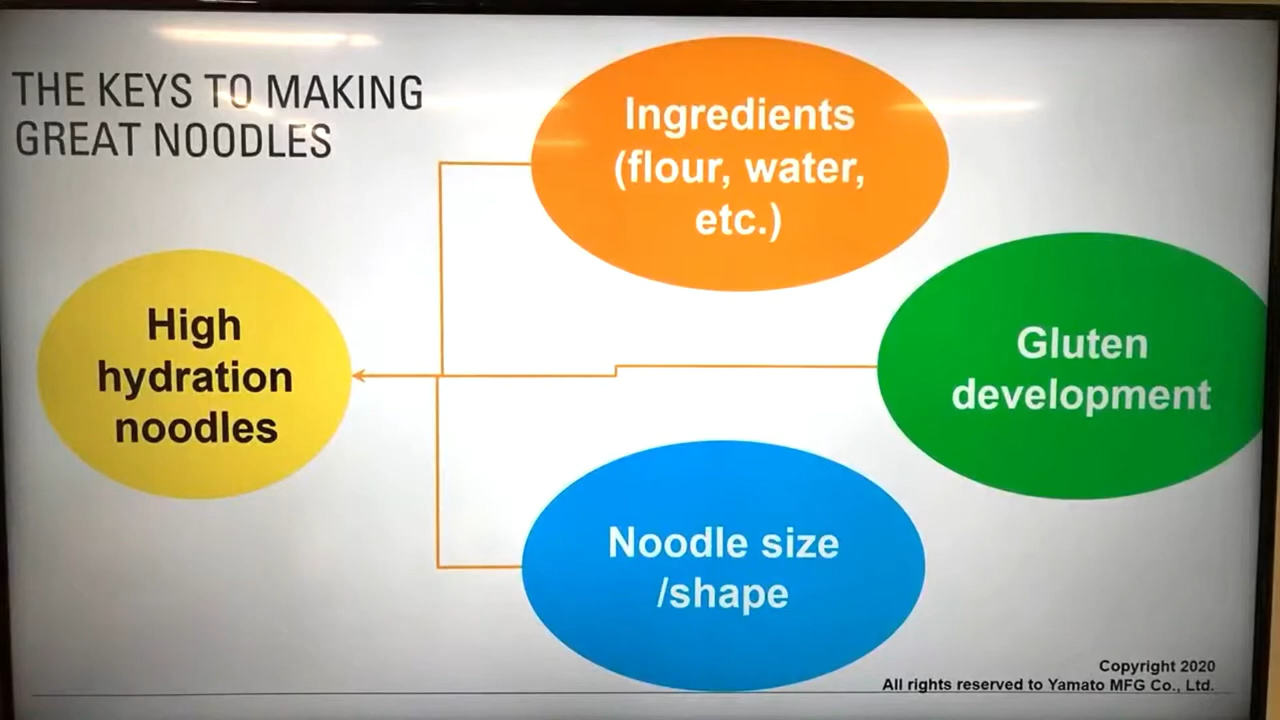 THE KEYS TO MAKING
GREAT NOODLES
Ingredients
(flour, water,
etc.)
High
hydration
noodles
Gluten
development
Noodle size
/shape
Copyright 2020
All rights reserved to Yamato MFG Co., Ltd.